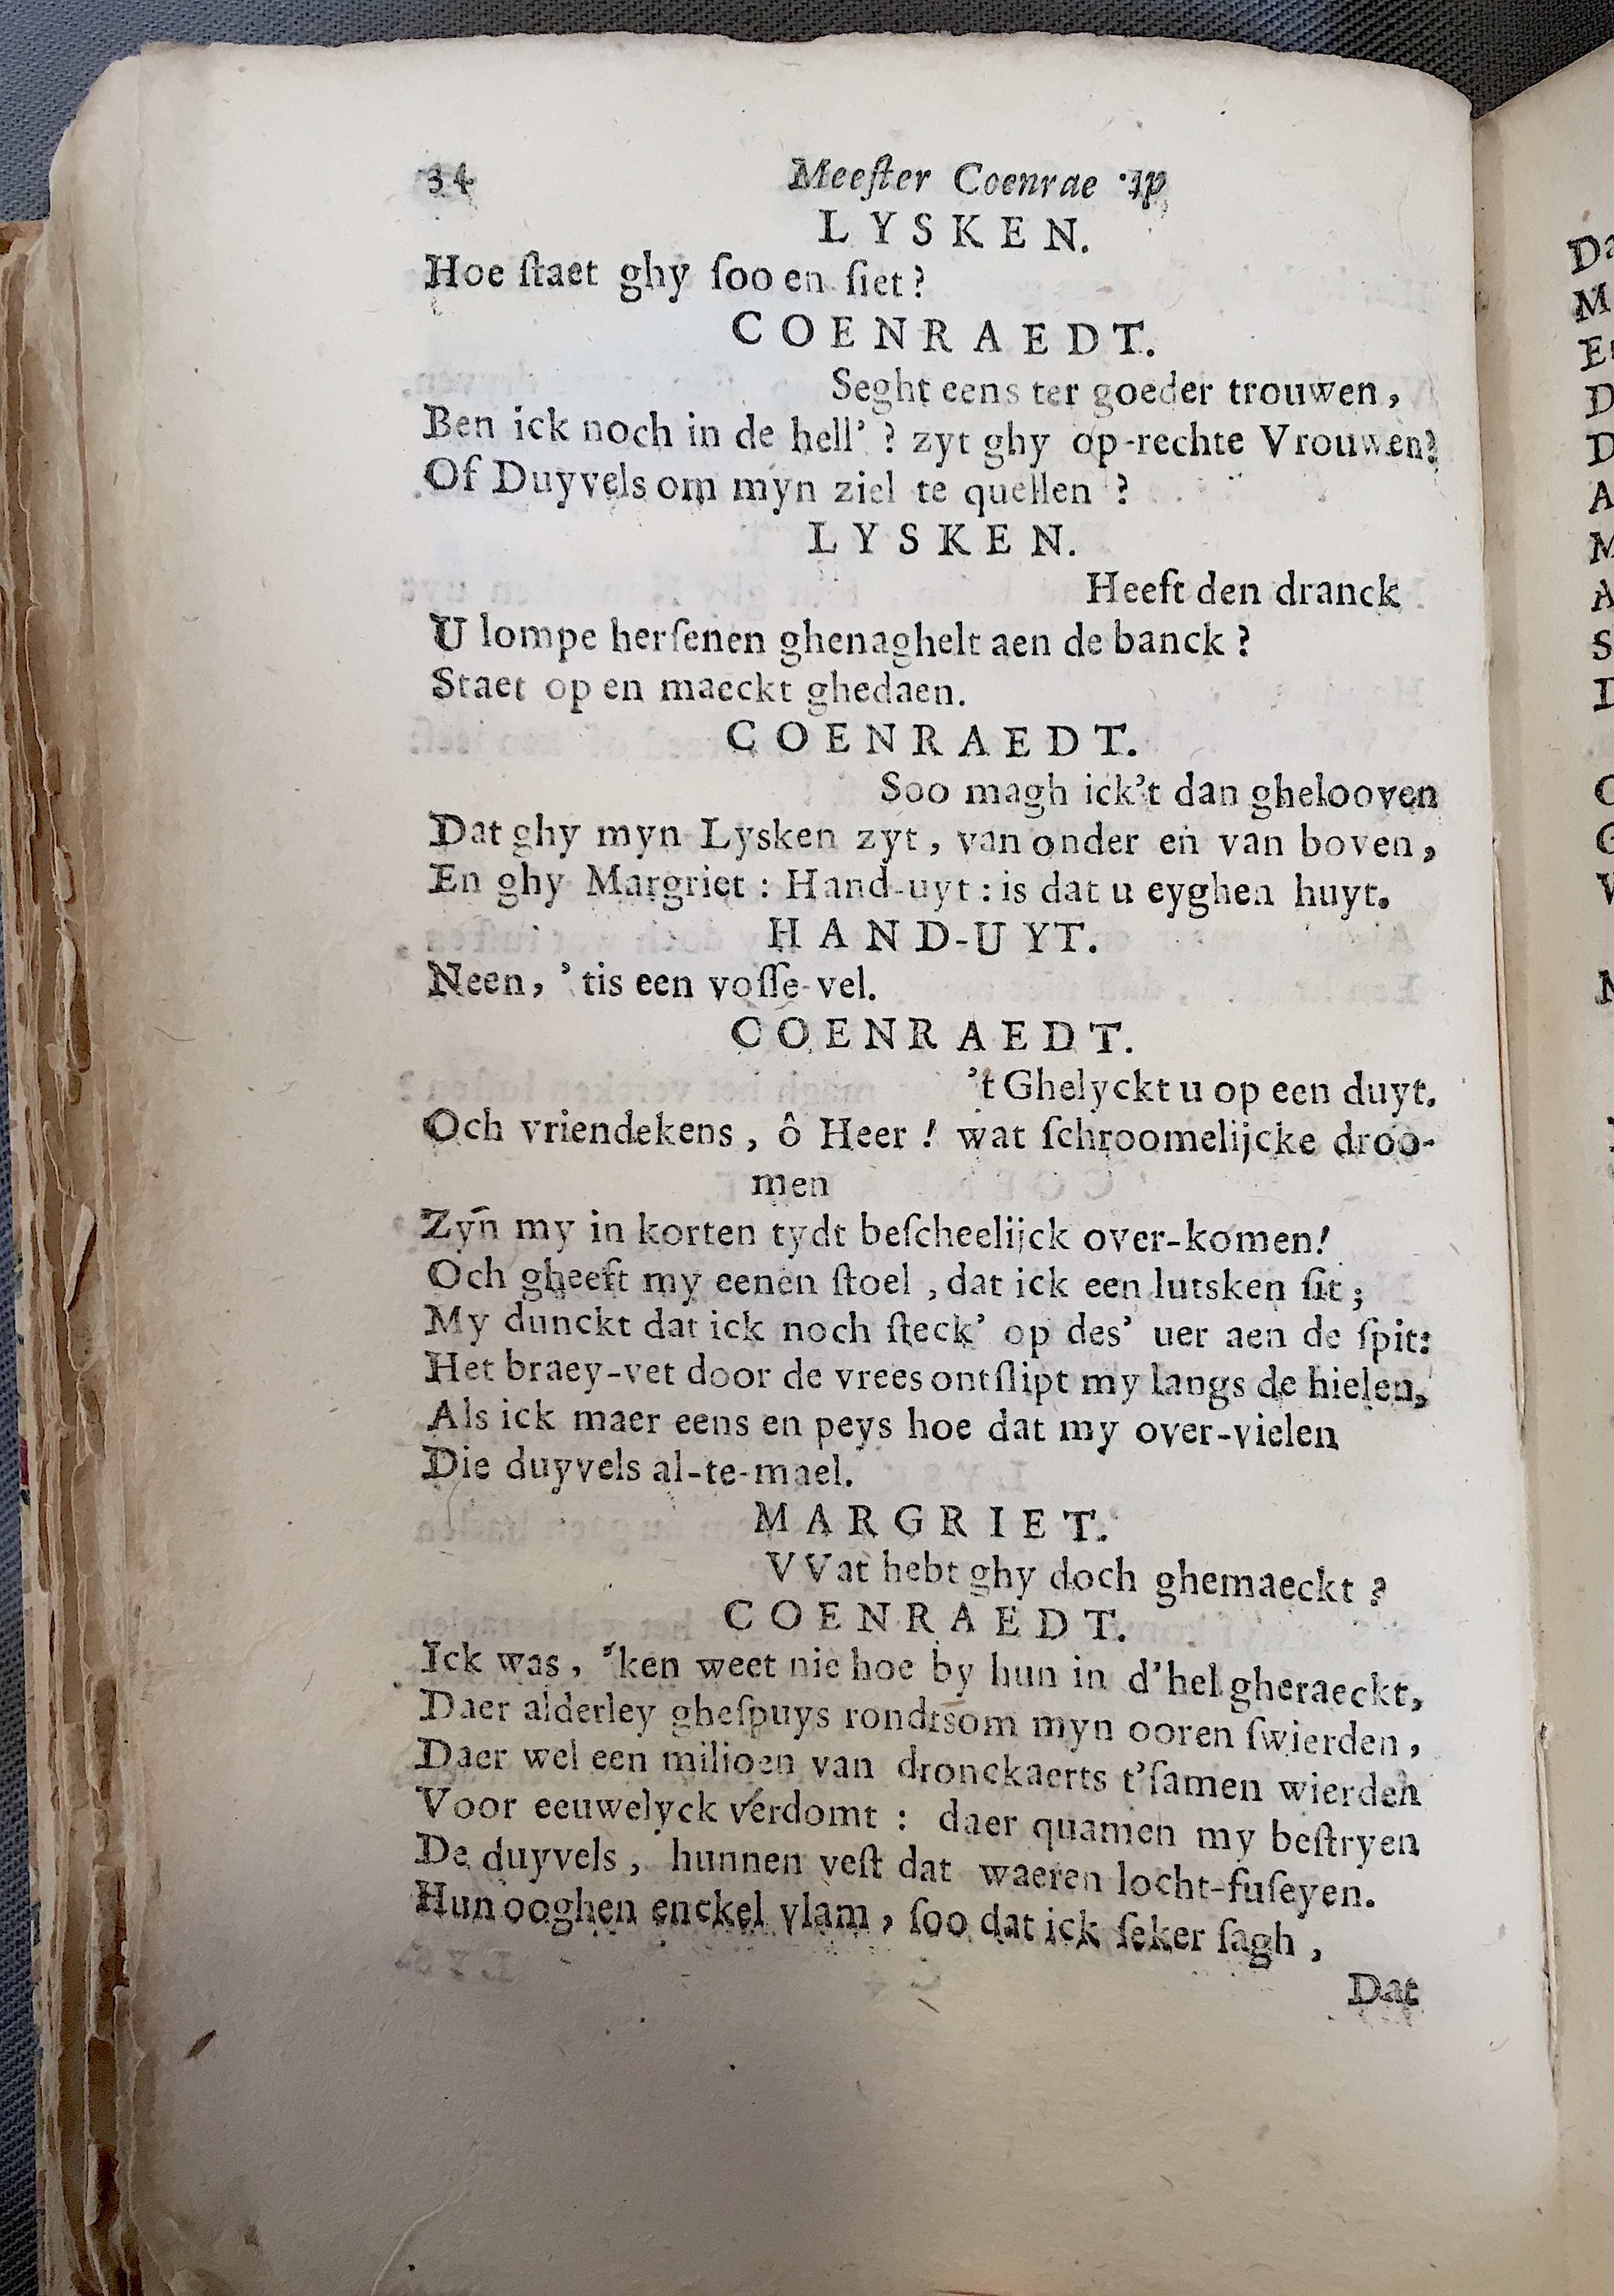 34 Meeſter Coenrae
LYSKEN.
Hoe ſtaet ghy ſoo en ſiet?
COENRAEDT.
Seght eens ter goeder trouwen,
Ben ick noch in de hell' ? zyt ghy op-rechte Vrouwen?
Of Duyvels om myn ziel te quellen ?
LYSKEN.
Heeft den dranck
U lompe herſenen ghenaghelt aen de banck ?
Staet op en maeckt ghedaen.
COENRAEDT.
Soo magh ick't dan ghelooven
Dat ghy myn Lysken zyt, van onder en van boven,
En ghy Margriet : Hand-uyt : is dat u eyghen huyt.
HAND-UYT.
Neen, 'tis een voſſe-vel.
COENRAEDT.
't Ghelyckt u op een duyt.
Och vriendekens, ô Heer ! wat ſchroomelijcke droo-
men
Zyn my in korten tydt beſcheelijck over-komen!
Och gheeft my eenen ſtoel, dat ick een lutsken ſit;
My dunckt dat ick noch ſteck' op des' uer aen de ſpit:
Het braey-vet door de vrees ontſlipt my langs de hielen,
Als ick maer eens en peys hoe dat my over-vielen
Die duyvels al-te-mael.
MARGRIET.
VVat hebt ghy doch ghemaeckt ?
COENRAEDT.
Ick was, 'ken weet nie hoe by hun in d'hel gheraeckt,
Daer alderley gheſpuys rondtsom myn ooren ſwierden,
Daer wel een milioen van dronckaerts t'ſamen wierden
Voor eeuwelyck verdomt : daer quamen my beſtryen
De duyvels, hunnen veſt dat waeren locht-fuſeyen.
Hun ooghen enckel vlam, ſoo dat ick ſeker ſagh,
Dat
Da
M
D
D
A
M
A
S